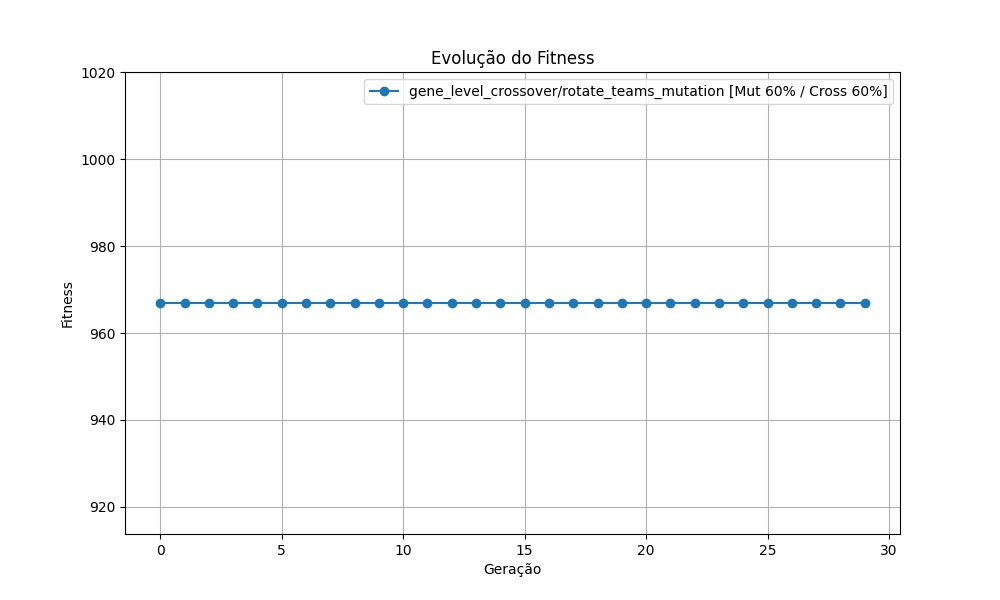 Evolução do Fitness
gene_level_crossover/rotate_teams_mutation [Mut 60% / Cross 60%]
1020
1000
980
960
940
920
Fitness
0 5 10 15 20 25 30
Geração